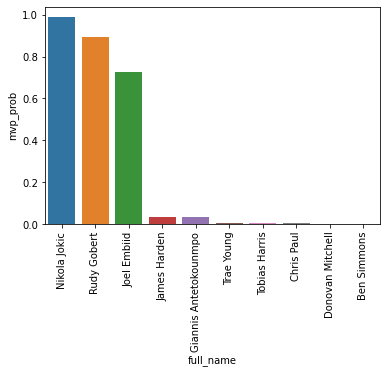 1.0
0.8
0.6
0.4
0.2
0.0
mvp_prob
Nikola Jokic
Rudy Gobert
Joel Embiid
James Harden
Giannis Antetokounmpo
Trae Young
Tobias Harris
Chris Paul
Donovan Mitchell
Ben Simmons
full_name